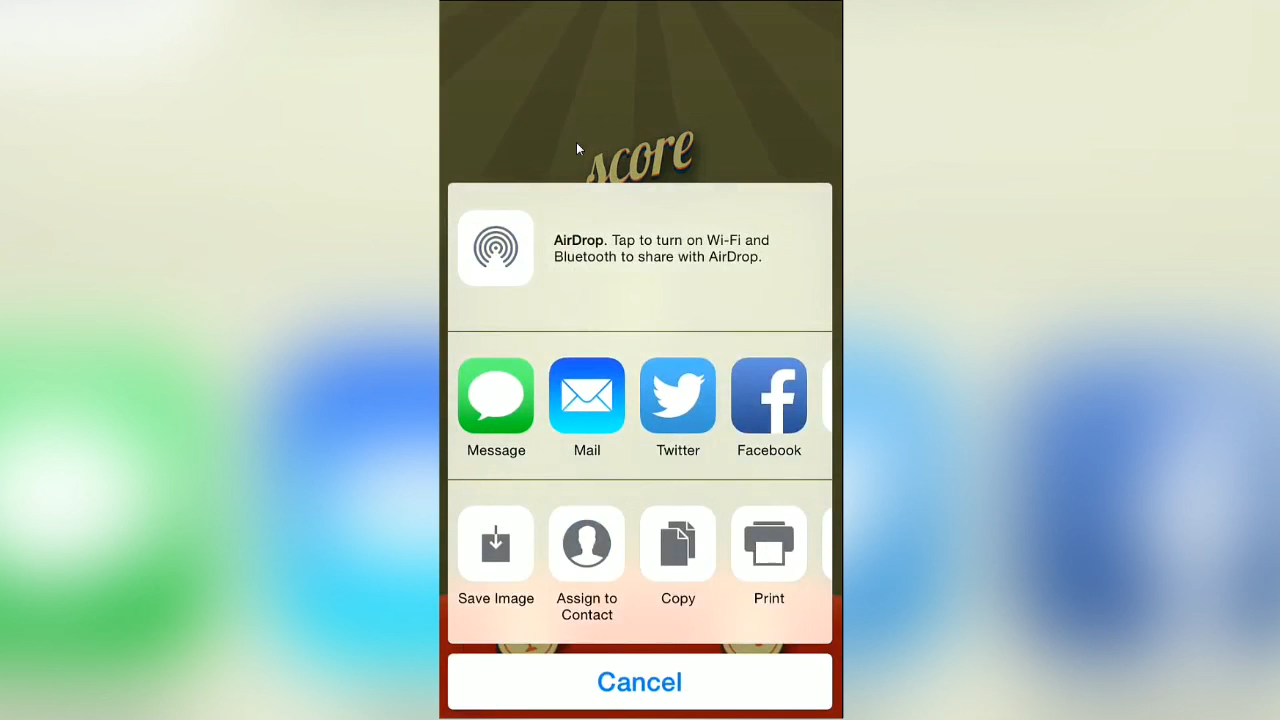 score
AirDrop. Tap to turn on Wi-Fi and
Bluetooth to share with AirDrop.
Message
Mail
Twitter
Facebook
Save Image
Assign to
Contact
Copy
Print
Cancel